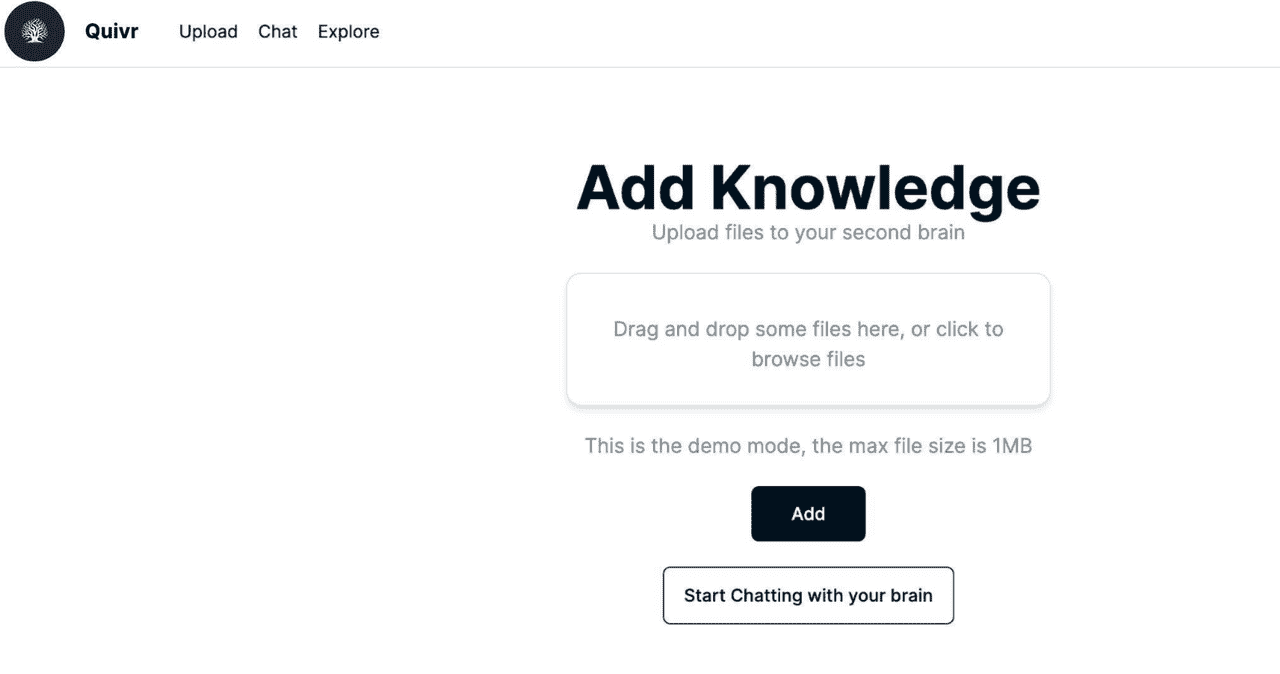 Quivr Upload Chat Explore
Add Knowledge
Upload files to your second brain
Drag and drop some files here, or click to
browse files
This is the demo mode, the max file size is 1MB
Add
Start Chatting with your brain